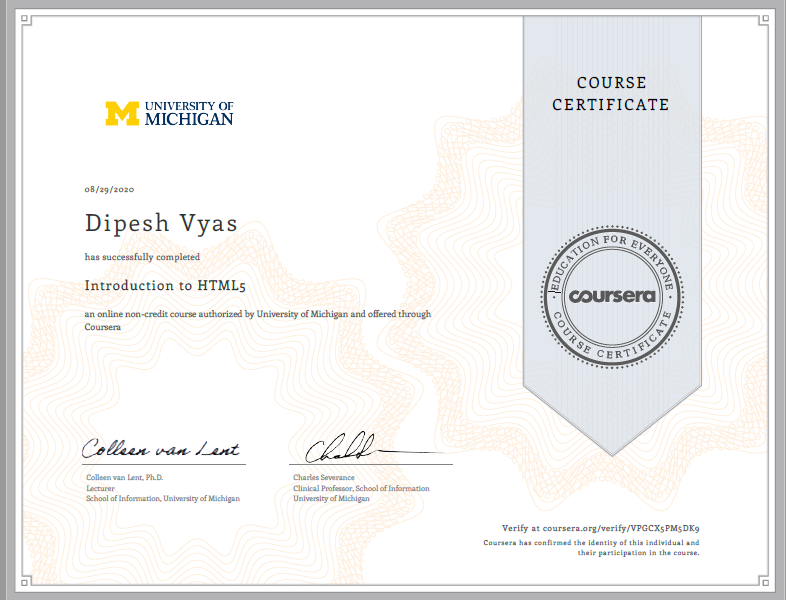 UNIVERSITY OF
MICHIGAN
COURSE
CERTIFICATE
08/29/2020
Dipesh Vyas
has successfully completed
Introduction to HTML5
an online non-credit course authorized by University of Michigan and offered through
Coursera
EDUCATION FOR EVERYONE
coursera
COURSE CERTIFICATE
Colleen van Lent
Colleen van Lent, Ph.D.
Lecturer
School of Information, University of Michigan
Charles Severance
Clinical Professor, School of Information
University of Michigan
Verify at coursera.org/verify/VPGCX5PM5DK9
Coursera has confirmed the identity of this individual and
their participation in the course.